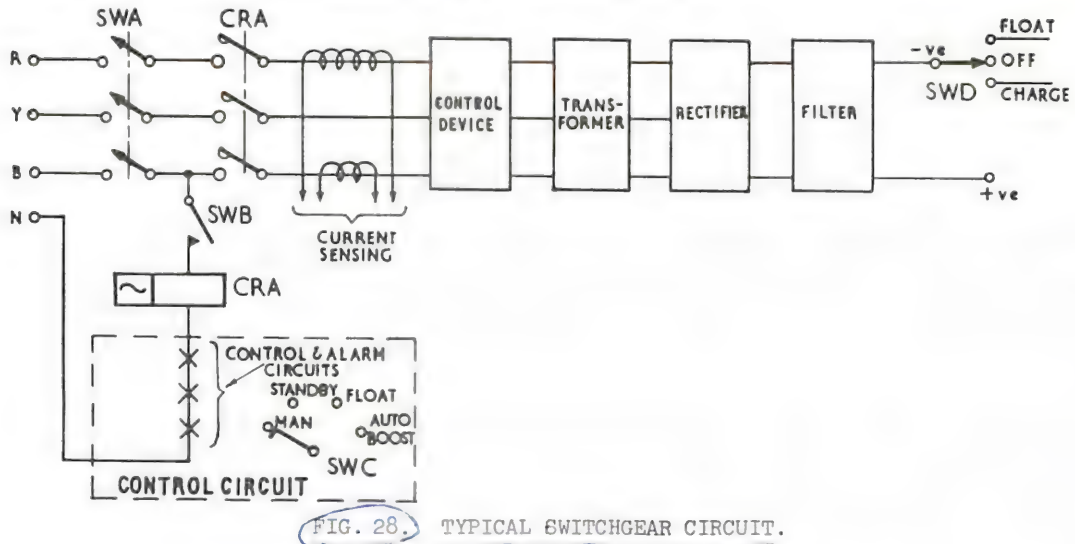 SWA
CRA
R
Y
B
N
SWB
CRA
CURRENT
SENSING
CONTROL
DEVICE
TRANS-
FORMER
RECTIFIER
FILTER
-ve
SWD
FLOAT
OFF
CHARGE
+ve
CONTROL & ALARM
CIRCUITS
STANDBY
FLOAT
MAN
AUTO
BOOST
SWC
CONTROL CIRCUIT
FIG. 28. TYPICAL SWITCHGEAR CIRCUIT.